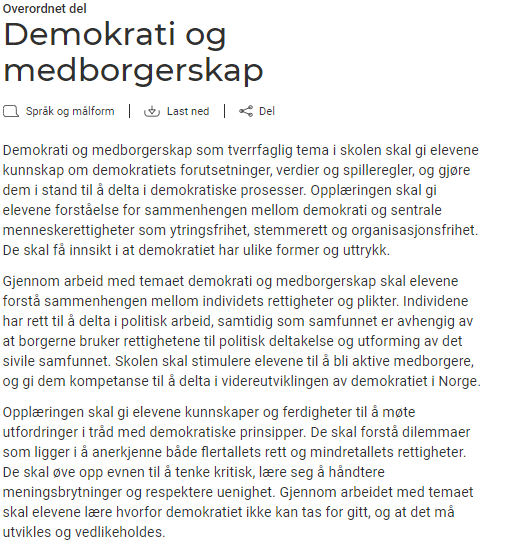 Overordnet del
Demokrati og
medborgerskap
Språk og målform
Last ned
Del
Demokrati og medborgerskap som tverrfaglig tema i skolen skal gi elevene
kunnskap om demokratiets forutsetninger, verdier og spilleregler, og gjøre
dem i stand til å delta i demokratiske prosesser. Opplæringen skal gi
elevene forståelse for sammenhengen mellom demokrati og sentrale
menneskerettigheter som ytringsfrihet, stemmerett og organisasjonsfrihet.
De skal få innsikt i at demokratiet har ulike former og uttrykk.
Gjennom arbeid med temaet demokrati og medborgerskap skal elevene
forstå sammenhengen mellom individets rettigheter og plikter. Individene
har rett til å delta i politisk arbeid, samtidig som samfunnet er avhengig av
at borgerne bruker rettighetene til politisk deltakelse og utforming av det
sivile samfunnet. Skolen skal stimulere elevene til å bli aktive medborgere,
og gi dem kompetanse til å delta i videreutviklingen av demokratiet i Norge.
Opplæringen skal gi elevene kunnskaper og ferdigheter til å møte
utfordringer i tråd med demokratiske prinsipper. De skal forstå dilemmaer
som ligger i å anerkjenne både flertallets rett og mindretallets rettigheter.
De skal øve opp evnen til å tenke kritisk, lære seg å håndtere
meningsbrytninger og respektere uenighet. Gjennom arbeidet med temaet
skal elevene lære hvorfor demokratiet ikke kan tas for gitt, og at det må
utvikles og vedlikeholdes.